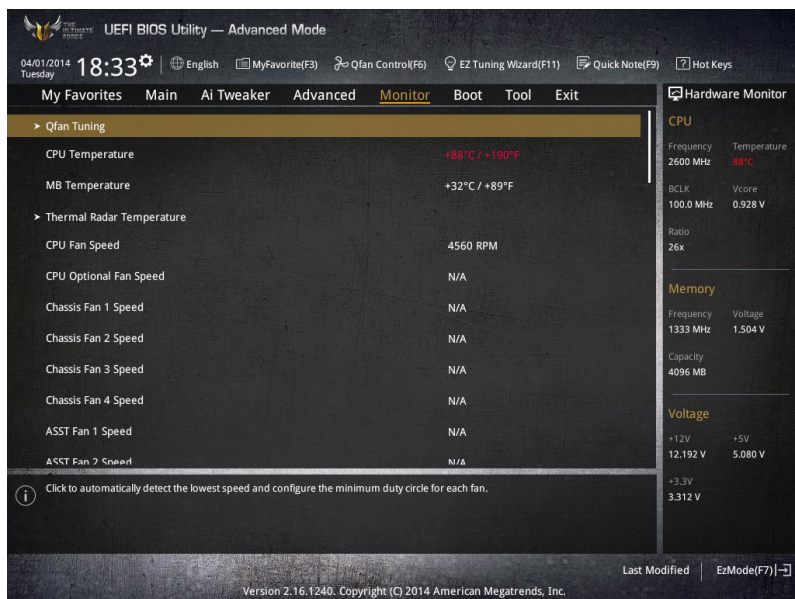 THE ULTIMATE FORCE
UEFI BIOS Utility — Advanced Mode
04/01/2014
Tuesday
18:33
English
MyFavorite(F3)
Qfan Control(F6)
EZ Tuning Wizard(F11)
Quick Note(F9)
? Hot Keys
My Favorites Main Ai Tweaker Advanced Monitor Boot Tool Exit
> Qfan Tuning
CPU Temperature +88°C / +190°F
MB Temperature +32°C / +89°F
> Thermal Radar Temperature
CPU Fan Speed 4560 RPM
CPU Optional Fan Speed N/A
Chassis Fan 1 Speed N/A
Chassis Fan 2 Speed N/A
Chassis Fan 3 Speed N/A
Chassis Fan 4 Speed N/A
ASST Fan 1 Speed N/A
ASST Fan 2 Speed N/A
Click to automatically detect the lowest speed and configure the minimum duty circle for each fan.
Hardware Monitor
CPU
Frequency Temperature
2600 MHz 88°C
BCLK Vcore
100.0 MHz 0.928 V
Ratio
26x
Memory
Frequency Voltage
1333 MHz 1.504 V
Capacity
4096 MB
Voltage
+12V +5V
12.192 V 5.080 V
+3.3V
3.312 V
Last Modified
EzMode(F7)
Version 2.16.1240. Copyright (C) 2014 American Megatrends, Inc.